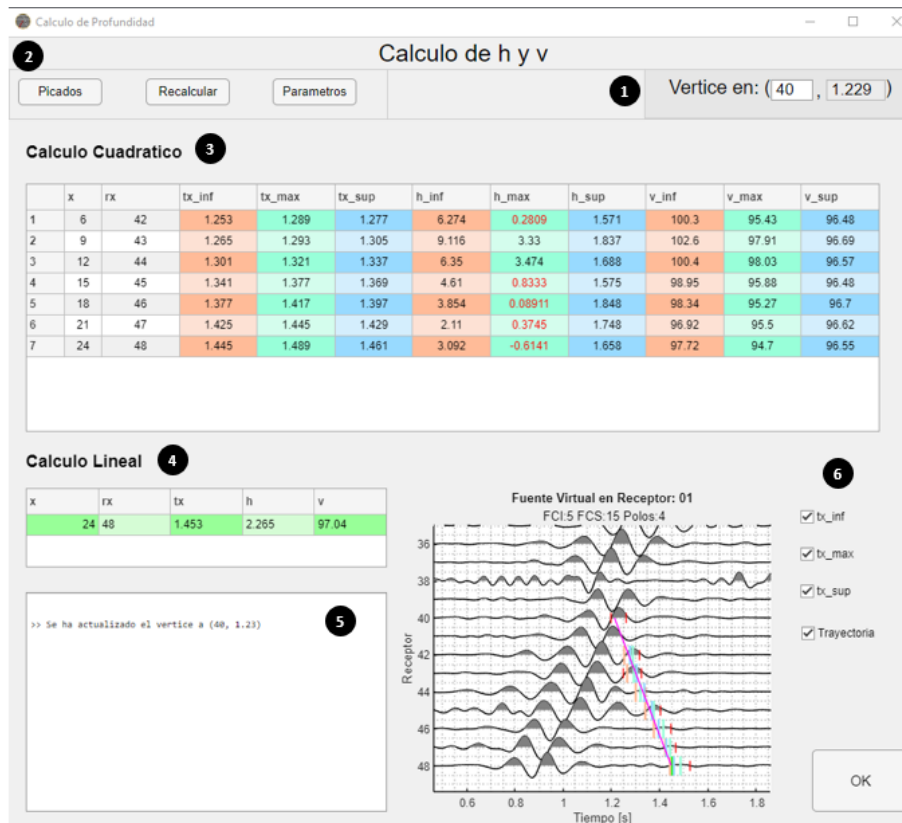 Calculo de Profundidad
2
Calculo de h y v
Picados Recalcular Parametros
1
Vertice en: ( 40 , 1.229 )
Calculo Cuadratico 3
x rx tx_inf tx_max tx_sup h_inf h_max h_sup v_inf v_max v_sup
1 6 42 1.253 1.289 1.277 6.274 0.2809 1.571 100.3 95.43 96.48
2 9 43 1.265 1.293 1.305 9.116 3.33 1.837 102.6 97.91 96.69
3 12 44 1.301 1.321 1.337 6.35 3.474 1.688 100.4 98.03 96.57
4 15 45 1.341 1.377 1.369 4.61 0.8333 1.575 98.95 95.88 96.48
5 18 46 1.377 1.417 1.397 3.854 0.08911 1.848 98.34 95.27 96.7
6 21 47 1.425 1.445 1.429 2.11 0.3745 1.748 96.92 95.5 96.62
7 24 48 1.445 1.489 1.461 3.092 -0.6141 1.658 97.72 94.7 96.55
Calculo Lineal 4
x rx tx h v
24 48 1.453 2.265 97.04
>> Se ha actualizado el vertice a (40, 1.23)
5
Fuente Virtual en Receptor: 01
FCI:5 FCS:15 Polos:4
Receptor
36
38
40
42
44
46
48
0.6 0.8 1 1.2 1.4 1.6 1.8
Tiempo [s]
6
tx_inf
tx_max
tx_sup
Trayectoria
OK